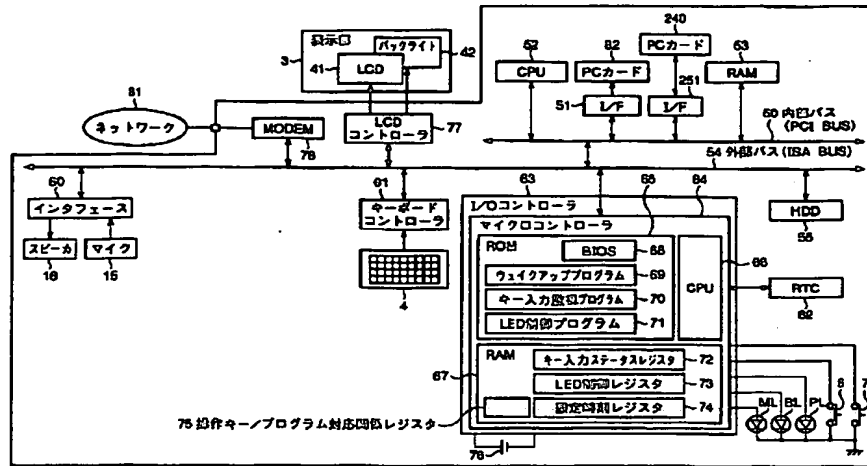 表示部
バックライト
42
3
41
LCD
240
52
82
PCカード
53
CPU
PCカード
RAM
81
51
I/F
I/F
251
ネットワーク
MODEM
LCD
コントローラ
77
50 内部バス
(PCI BUS)
54 外部バス (ISA BUS)
60
インタフェース
61
キーボード
コントローラ
63
I/Oコントローラ
65
64
マイクロコントローラ
HDD
スピーカ
マイク
ROM
BIOS
68
66
16
15
4
ウェイクアッププログラム
69
CPU
RTC
キー入力監視プログラム
70
62
LED制御プログラム
71
RAM
キー入力ステータスレジスタ
72
67
LED制御レジスタ
73
設定時刻レジスタ
74
75 操作キー/プログラム対応関係レジスタ
ML
BL
PL
8
7